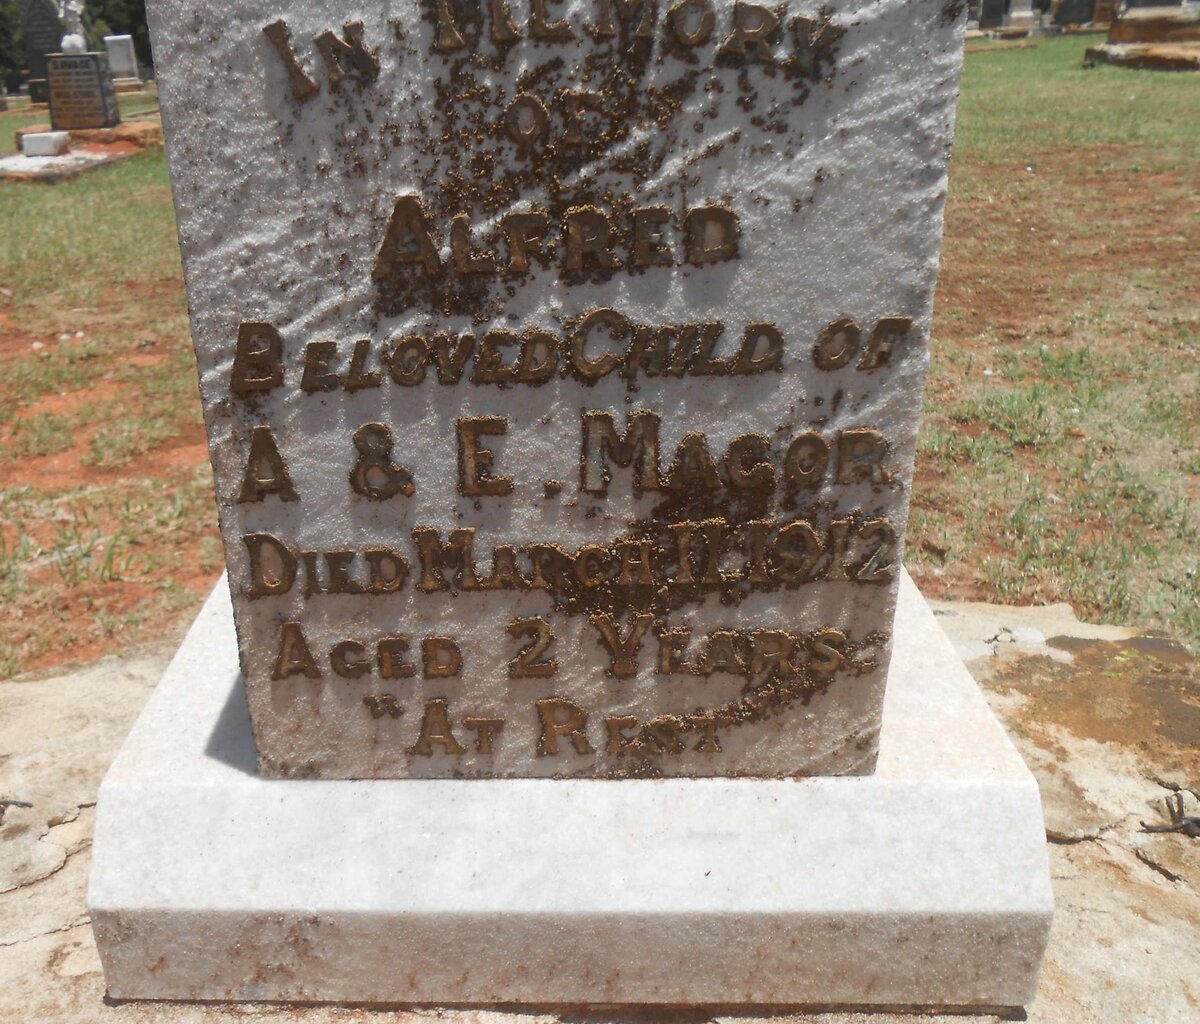 In Memory
of
Alfred
Beloved Child of
A & E. Magor
Died March 11. 1912
Aged 2 Years
"At Rest